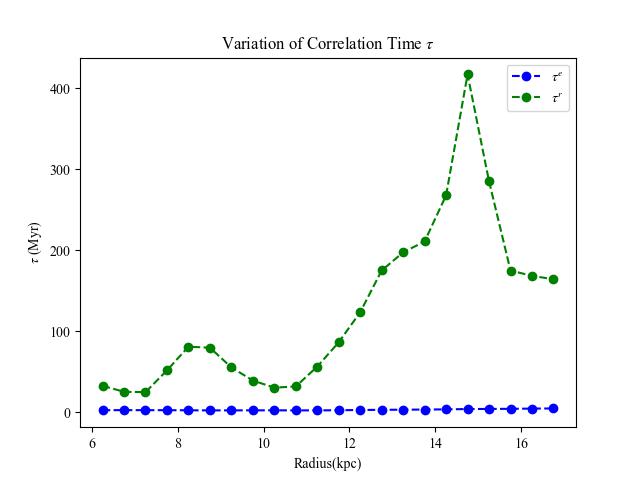 Variation of Correlation Time τ
τᵉ
τʳ
400
300
200
100
0
τ (Myr)
6 8 10 12 14 16
Radius(kpc)